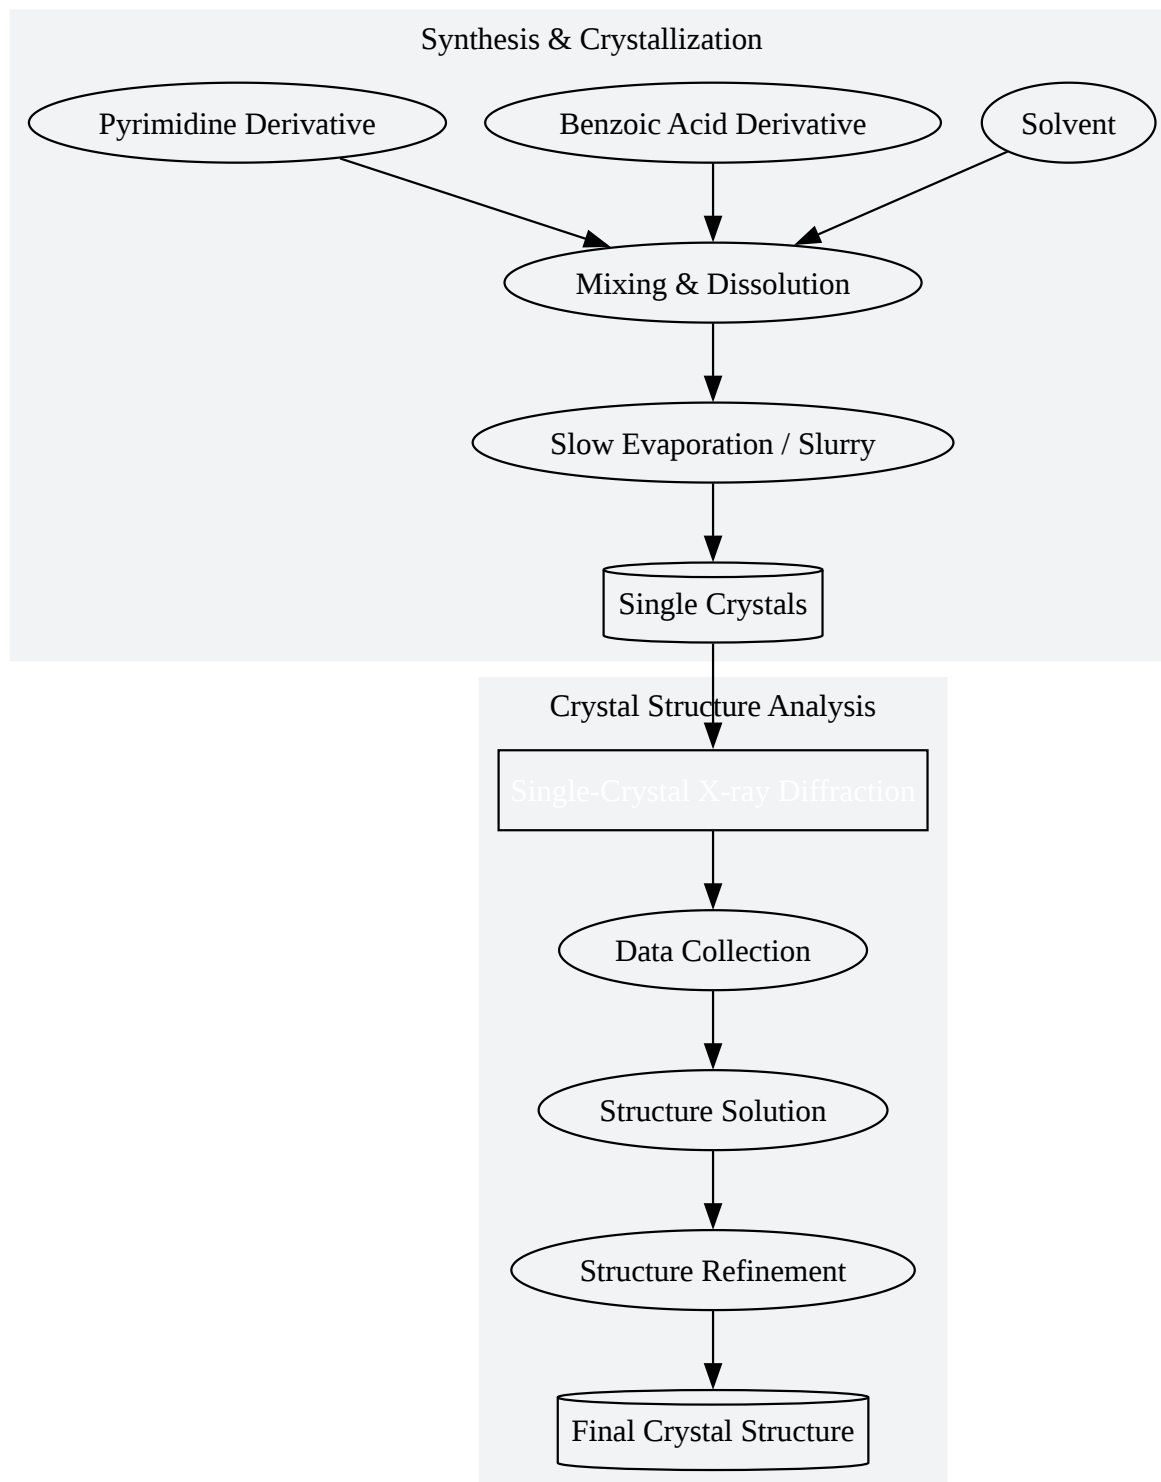 Synthesis & Crystallization
Pyrimidine Derivative
Benzoic Acid Derivative
Solvent
Mixing & Dissolution
Slow Evaporation / Slurry
Single Crystals
Crystal Structure Analysis
Single-Crystal X-ray Diffraction
Data Collection
Structure Solution
Structure Refinement
Final Crystal Structure